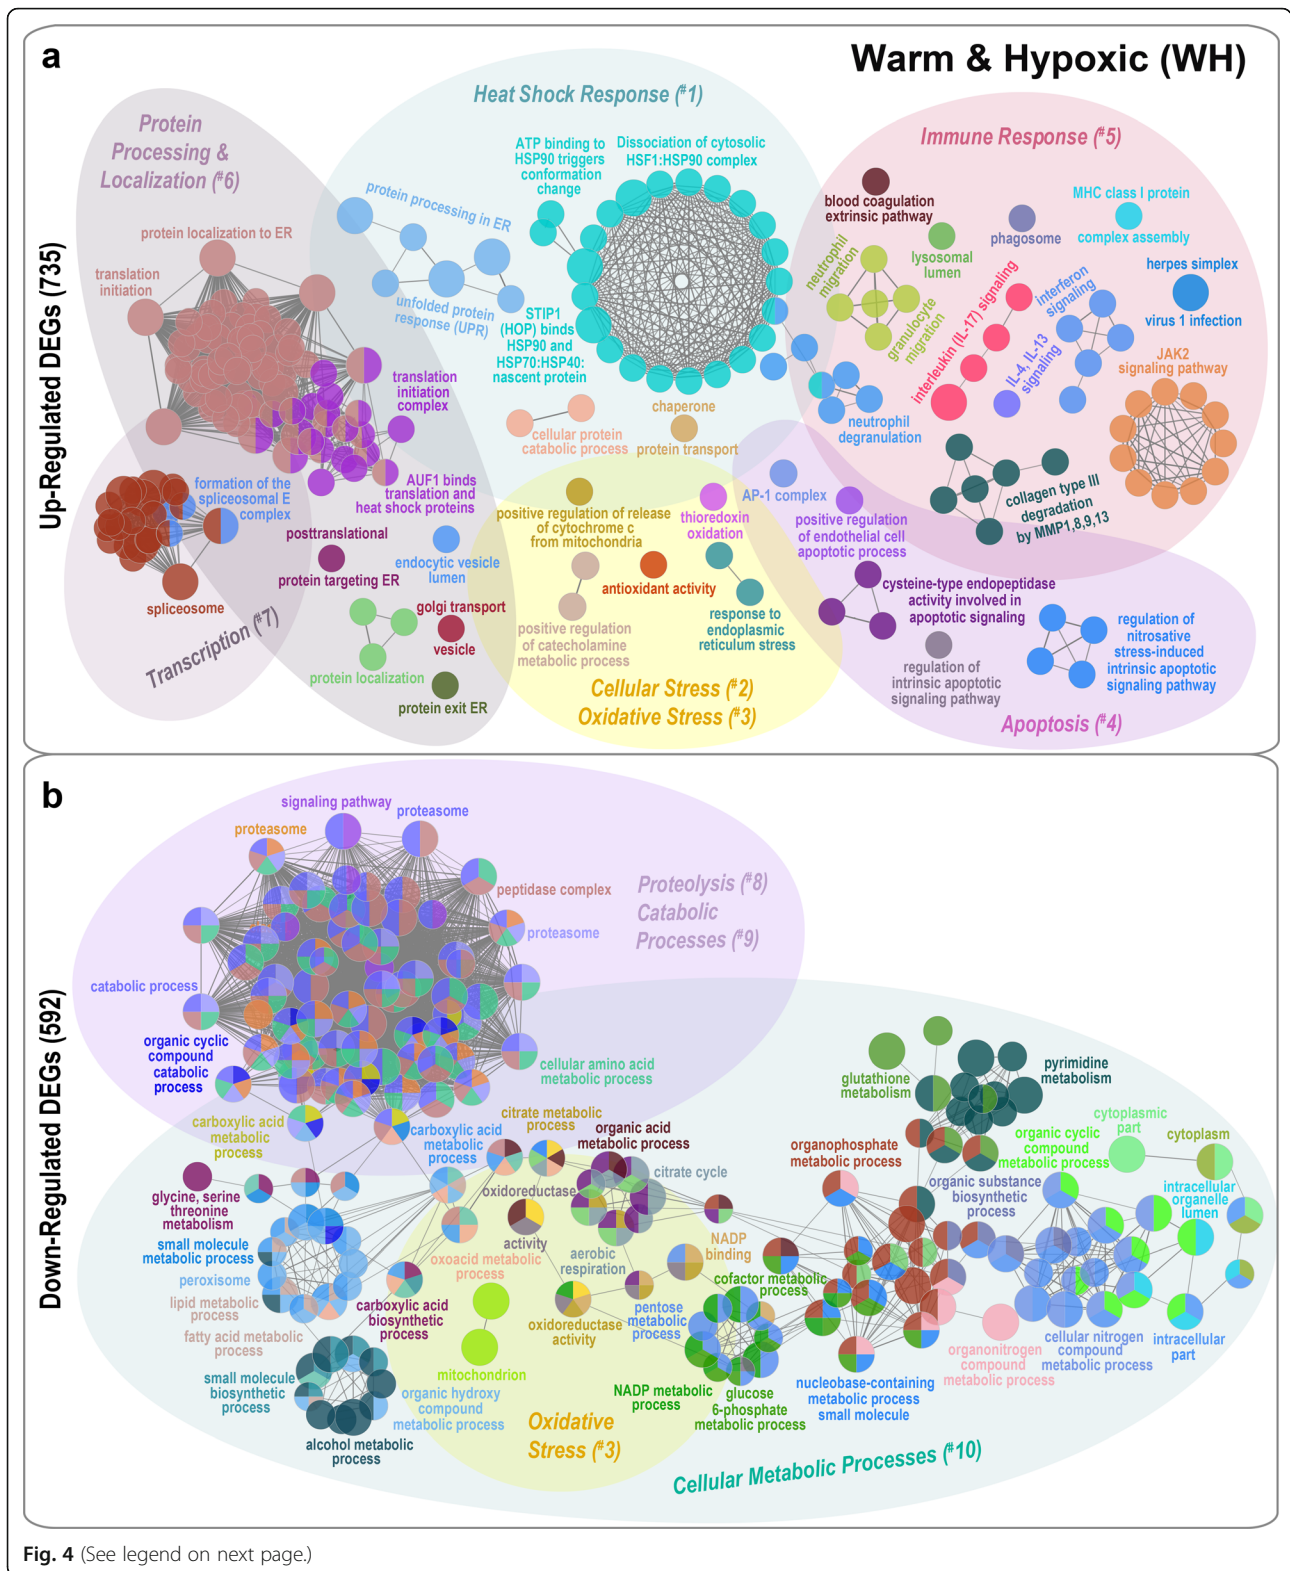 a
Warm & Hypoxic (WH)
Up-Regulated DEGs (735)
Heat Shock Response (#1)
Protein
Processing &
Localization (#6)
Immune Response (#5)
protein localization to ER
translation
initiation
protein processing in ER
unfolded protein
response (UPR)
ATP binding to
HSP90 triggers
conformation
change
Dissociation of cytosolic
HSF1:HSP90 complex
STIP1
(HOP) binds
HSP90 and
HSP70:HSP40:
nascent protein
blood coagulation
extrinsic pathway
neutrophil
migration
granulocyte
migration
lysosomal
lumen
phagosome
MHC class I protein
complex assembly
herpes simplex
virus 1 infection
interleukin (IL-17) signaling
interferon
signaling
IL-4, IL-13
signaling
JAK2
signaling pathway
neutrophil
degranulation
translation
initiation
complex
cellular protein
catabolic process
chaperone
protein transport
AUF1 binds
translation and
heat shock proteins
formation of the
spliceosomal E
complex
spliceosome
Transcription (#7)
posttranslational
protein targeting ER
endocytic vesicle
lumen
golgi transport
vesicle
protein localization
protein exit ER
positive regulation of release
of cytochrome c
from mitochondria
thioredoxin
oxidation
antioxidant activity
positive regulation
of catecholamine
metabolic process
response to
endoplasmic
reticulum stress
Cellular Stress (#2)
Oxidative Stress (#3)
AP-1 complex
positive regulation
of endothelial cell
apoptotic process
collagen type III
degradation
by MMP1,8,9,13
cysteine-type endopeptidase
activity involved in
apoptotic signaling
regulation of
intrinsic apoptotic
signaling pathway
regulation of
nitrosative
stress-induced
intrinsic apoptotic
signaling pathway
Apoptosis (#4)
b
Down-Regulated DEGs (592)
signaling pathway
proteasome
proteasome
peptidase complex
proteasome
Proteolysis (#8)
Catabolic
Processes (#9)
catabolic process
organic cyclic
compound
catabolic
process
cellular amino acid
metabolic process
carboxylic acid
metabolic
process
carboxylic acid
metabolic
process
citrate metabolic
process
organic acid
metabolic process
citrate cycle
glycine, serine
threonine
metabolism
small molecule
metabolic process
peroxisome
lipid metabolic
process
fatty acid metabolic
process
small molecule
biosynthetic
process
alcohol metabolic
process
carboxylic acid
biosynthetic
process
organic hydroxy
compound
metabolic process
oxoacid metabolic
process
oxidoreductase
activity
aerobic
respiration
oxidoreductase
activity
mitochondrion
Oxidative
Stress (#3)
NADP
binding
cofactor metabolic
process
pentose
metabolic
process
NADP metabolic
process
glucose
6-phosphate
metabolic process
glutathione
metabolism
pyrimidine
metabolism
organophosphate
metabolic process
organic cyclic
compound
metabolic process
cytoplasmic
part
cytoplasm
organic substance
biosynthetic
process
intracellular
organelle
lumen
nucleobase-containing
metabolic process
small molecule
organonitrogen
compound
metabolic process
cellular nitrogen
compound
metabolic process
intracellular
part
Cellular Metabolic Processes (#10)
Fig. 4 (See legend on next page.)